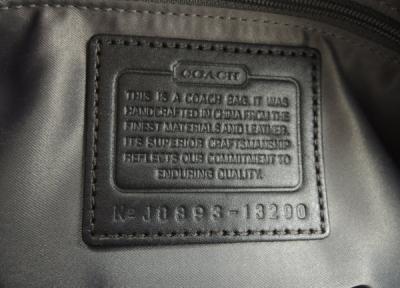 COACH
THIS IS A COACH BAG. IT WAS
HANDCRAFTED IN CHINA FROM THE
FINEST MATERIALS AND LEATHER.
ITS SUPERIOR CRAFTSMANSHIP
REFLECTS OUR COMMITMENT TO
ENDURING QUALITY.
No J0993-13200